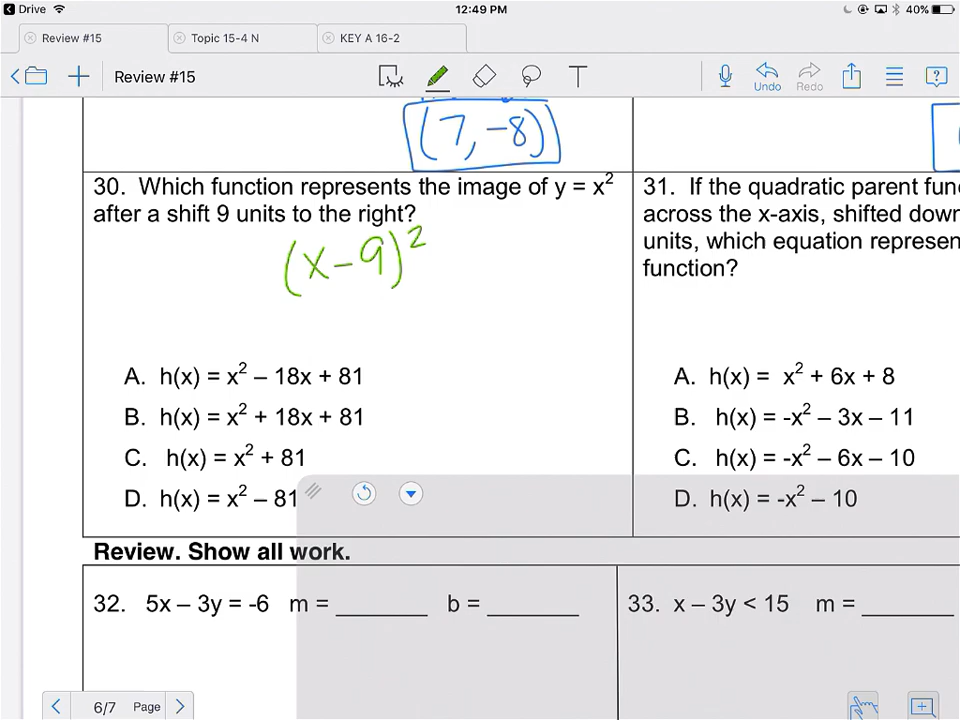 Drive
12:49 PM
40%
Review #15
Topic 15-4 N
KEY A 16-2
Review #15
Undo
Redo
(7, -8)
30. Which function represents the image of y = x²
after a shift 9 units to the right?
(x-9)²
A. h(x) = x² – 18x + 81
B. h(x) = x² + 18x + 81
C. h(x) = x² + 81
D. h(x) = x² – 81
31. If the quadratic parent fun
across the x-axis, shifted down
units, which equation represen
function?
A. h(x) = x² + 6x + 8
B. h(x) = -x² – 3x – 11
C. h(x) = -x² – 6x – 10
D. h(x) = -x² – 10
Review. Show all work.
32. 5x – 3y = -6 m = ________ b = ________
33. x – 3y < 15 m = ________
6/7 Page